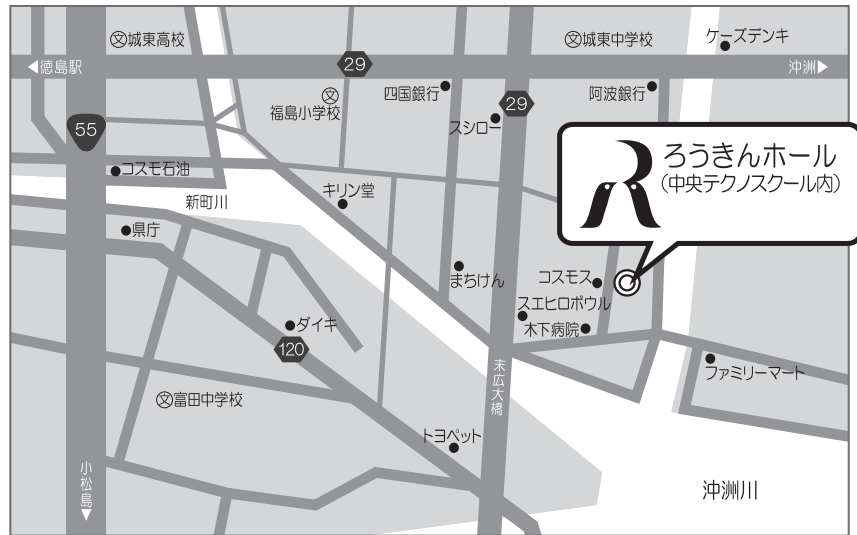 ㊛城東高校
㊛城東中学校
ケーズデンキ
◀徳島駅
29
沖洲▶
㊛
福島小学校
四国銀行
29
阿波銀行
スシロー
55
ろうきんホール
(中央テクノスクール内)
コスモ石油
新町川
キリン堂
県庁
まちけん
コスモス
スエヒロボウル
木下病院
ダイキ
120
ファミリーマート
末広大橋
富田中学校
トヨペット
小松島▼
沖洲川